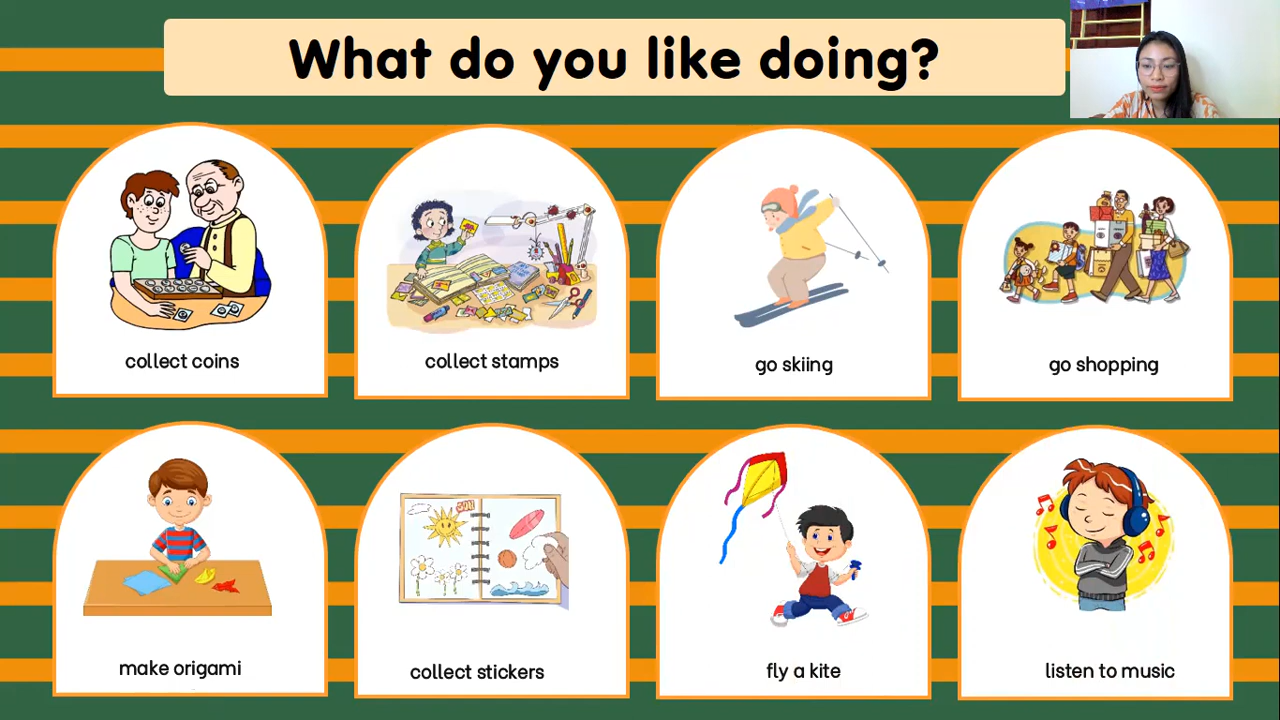 What do you like doing?
collect coins
collect stamps
go skiing
go shopping
make origami
collect stickers
fly a kite
listen to music